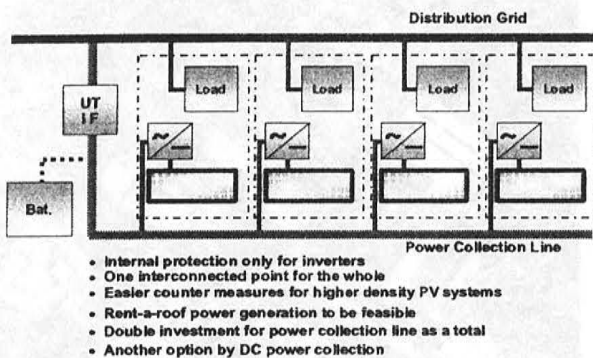 Distribution Grid
Load
Load
Load
Load
UT
I F
Bat.
Power Collection Line
• Internal protection only for inverters
• One interconnected point for the whole
• Easier counter measures for higher density PV systems
• Rent-a-roof power generation to be feasible
• Double investment for power collection line as a total
• Another option by DC power collection